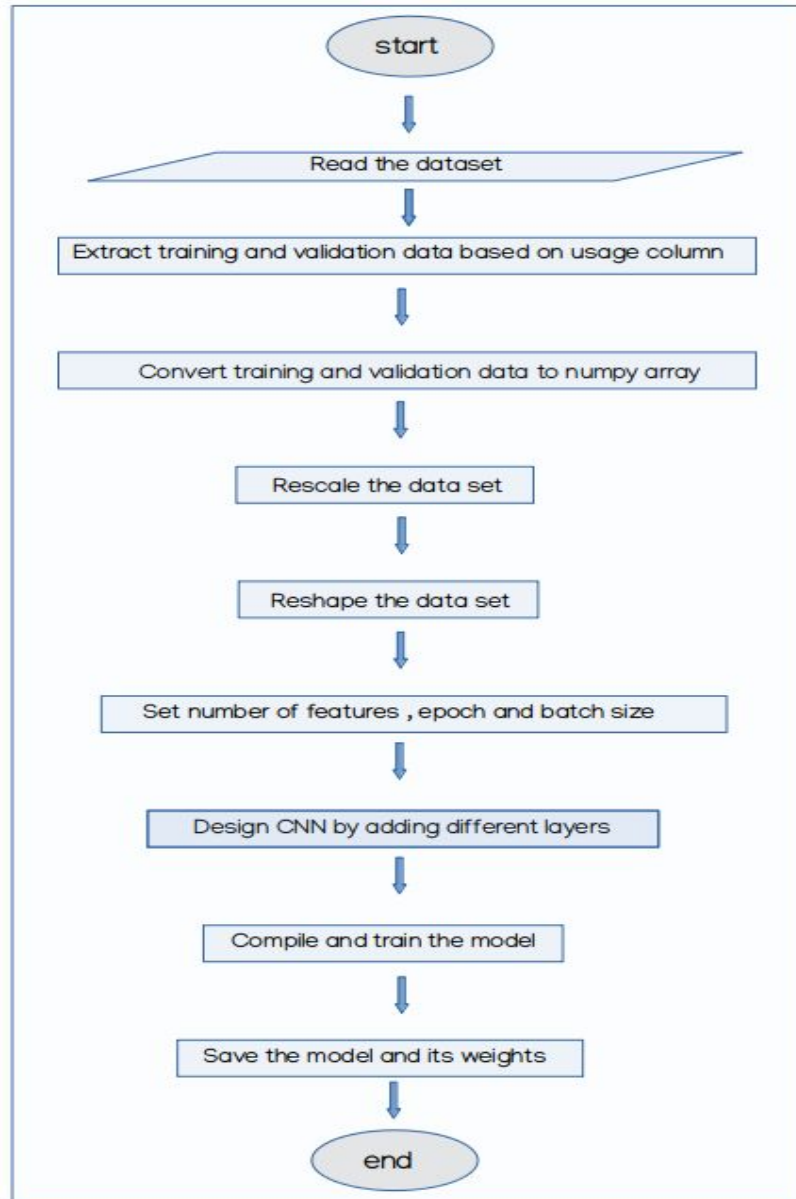 start
Read the dataset
Extract training and validation data based on usage column
Convert training and validation data to numpy array
Rescale the data set
Reshape the data set
Set number of features , epoch and batch size
Design CNN by adding different layers
Compile and train the model
Save the model and its weights
end